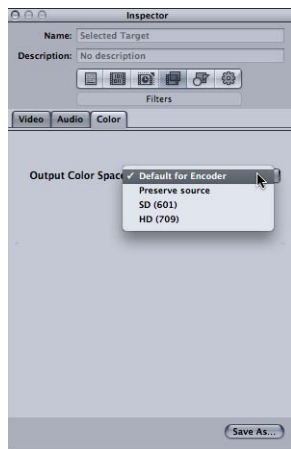 Inspector
Name: Selected Target
Description: No description
Filters
Video Audio Color
Output Color Space ✓ Default for Encoder
Preserve source
SD (601)
HD (709)
Save As...